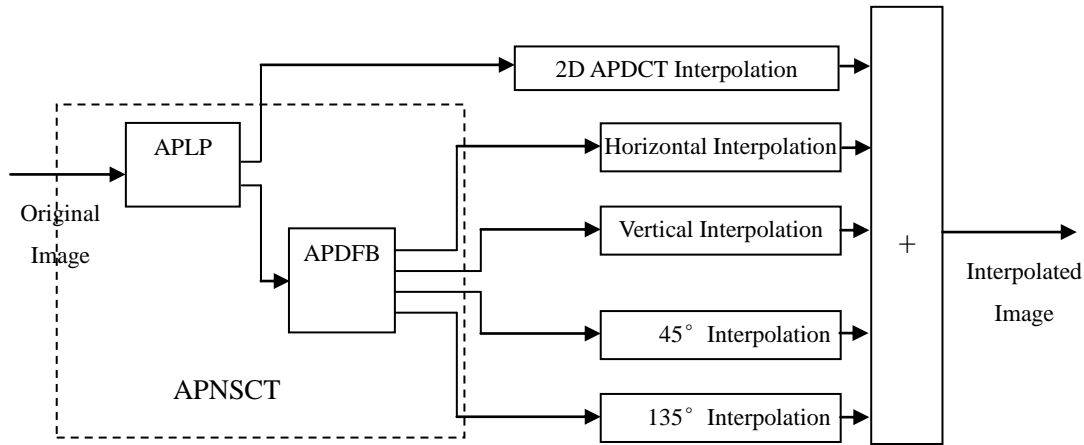 2D APDCT Interpolation
APLP
Horizontal Interpolation
Original
Image
APDFB
Vertical Interpolation
+
Interpolated
Image
45° Interpolation
APNSCT
135° Interpolation